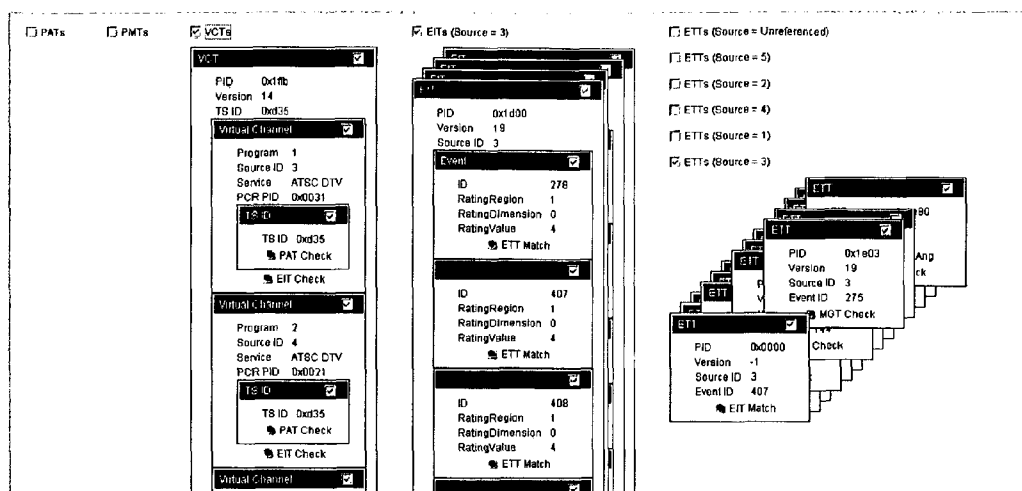 PATs
PMTs
VCTs
VCT
PID 0x1ffb
Version 14
TS ID 0xd35
Virtual Channel
Program 1
Source ID 3
Service ATSC DTV
PCR PID 0x0031
TS ID
TS ID 0xd35
PAT Check
EIT Check
Virtual Channel
Program 2
Source ID 4
Service ATSC DTV
PCR PID 0x0021
TS ID
TS ID 0xd35
PAT Check
EIT Check
Virtual Channel
EITs (Source = 3)
EIT
PID 0x1d00
Version 19
Source ID 3
Event
ID 278
RatingRegion 1
RatingDimension 0
RatingValue 4
ETT Match
ID 407
RatingRegion 1
RatingDimension 0
RatingValue 4
ETT Match
ID 408
RatingRegion 1
RatingDimension 0
RatingValue 4
ETT Match
ETTs (Source = Unreferenced)
ETTs (Source = 5)
ETTs (Source = 2)
ETTs (Source = 4)
ETTs (Source = 1)
ETTs (Source = 3)
ETT
ETT
PID 0x1e03
Version 19
Source ID 3
Event ID 275
MGT Check
ETT
ETT
ETT
PID 0x0000
Version -1
Source ID 3
Event ID 407
EIT Match
Check